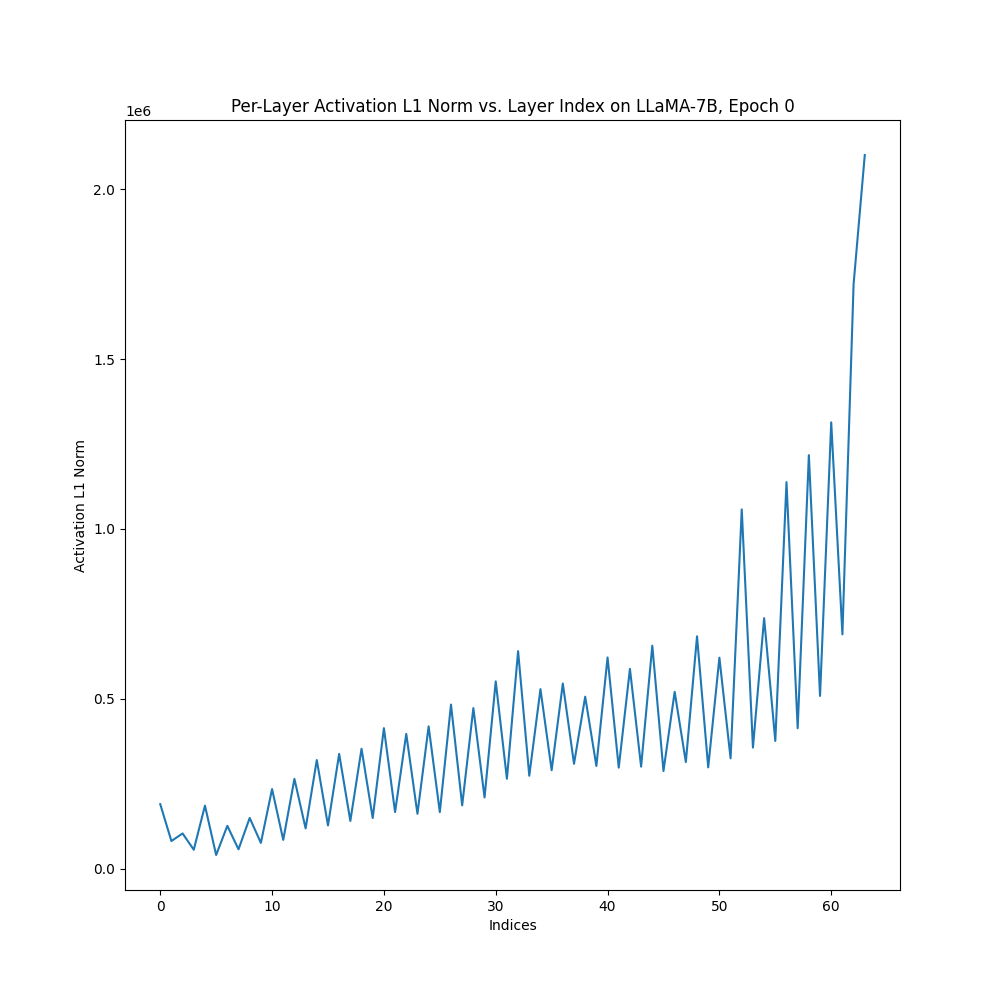 Per-Layer Activation L1 Norm vs. Layer Index on LLaMA-7B, Epoch 0
1e6
2.0
1.5
1.0
0.5
0.0
Activation L1 Norm
0 10 20 30 40 50 60
Indices